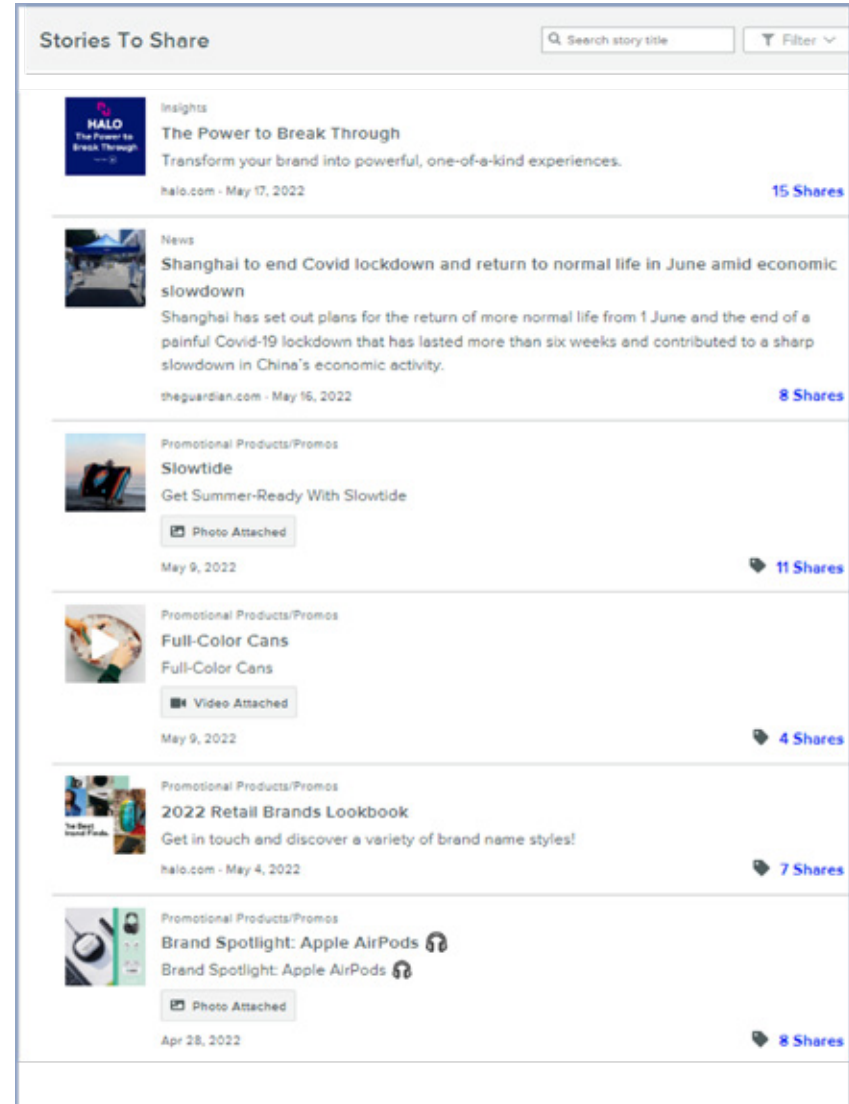 Stories To Share
Search story title
Filter
HALO
The Power to
Break Through
Insights
The Power to Break Through
Transform your brand into powerful, one-of-a-kind experiences.
halo.com - May 17, 2022
15 Shares
News
Shanghai to end Covid lockdown and return to normal life in June amid economic
slowdown
Shanghai has set out plans for the return of more normal life from 1 June and the end of a
painful Covid-19 lockdown that has lasted more than six weeks and contributed to a sharp
slowdown in China's economic activity.
theguardian.com - May 16, 2022
8 Shares
Promotional Products/Promos
Slowtide
Get Summer-Ready With Slowtide
Photo Attached
May 9, 2022
11 Shares
Promotional Products/Promos
Full-Color Cans
Full-Color Cans
Video Attached
May 9, 2022
4 Shares
The Best
Brand Finds.
Promotional Products/Promos
2022 Retail Brands Lookbook
Get in touch and discover a variety of brand name styles!
halo.com - May 4, 2022
7 Shares
Promotional Products/Promos
Brand Spotlight: Apple AirPods 🎧
Brand Spotlight: Apple AirPods 🎧
Photo Attached
Apr 28, 2022
8 Shares